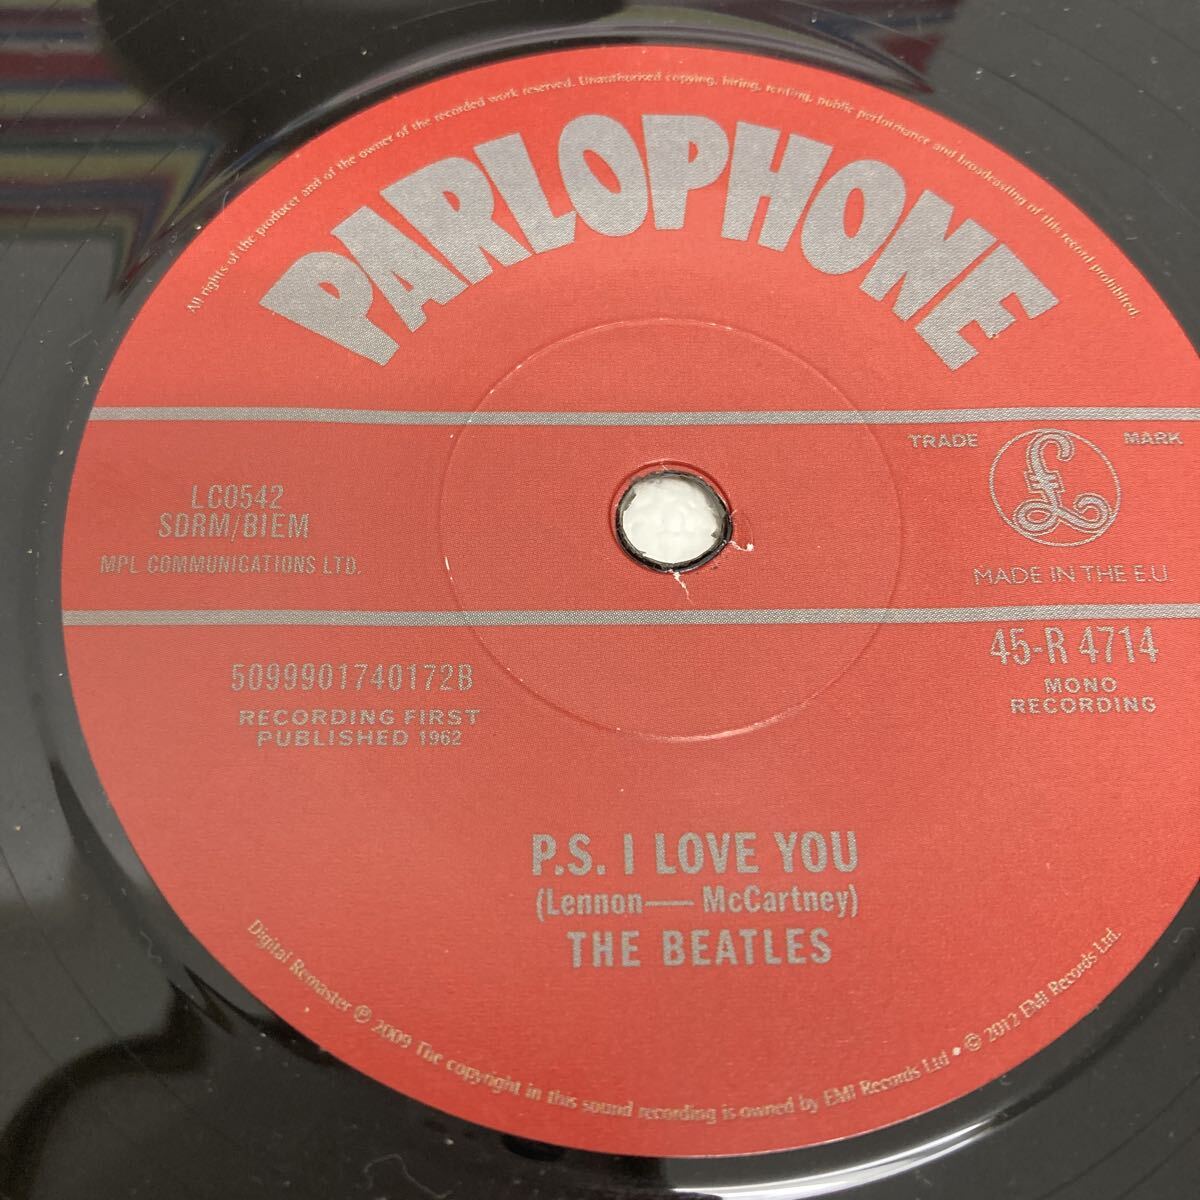 All rights of the producer and of the owner of the recorded work reserved. Unauthorised copying, hiring, renting, public performance and broadcasting of this record prohibited.
PARLOPHONE
TRADE MARK
£
LC0542
SDRM/BIEM
MPL COMMUNICATIONS LTD.
MADE IN THE E.U.
5099901740172B
RECORDING FIRST
PUBLISHED 1962
45-R 4714
MONO
RECORDING
P.S. I LOVE YOU
(Lennon—McCartney)
THE BEATLES
Digital Remaster ℗ 2009 The copyright in this sound recording is owned by EMI Records Ltd • © 2012 EMI Records Ltd.